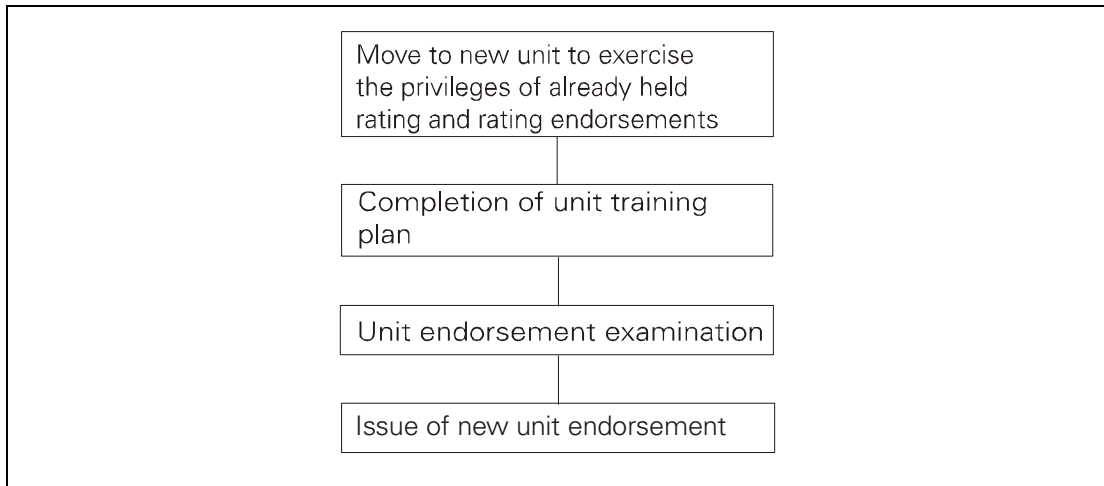 Move to new unit to exercise
the privileges of already held
rating and rating endorsements
Completion of unit training
plan
Unit endorsement examination
Issue of new unit endorsement